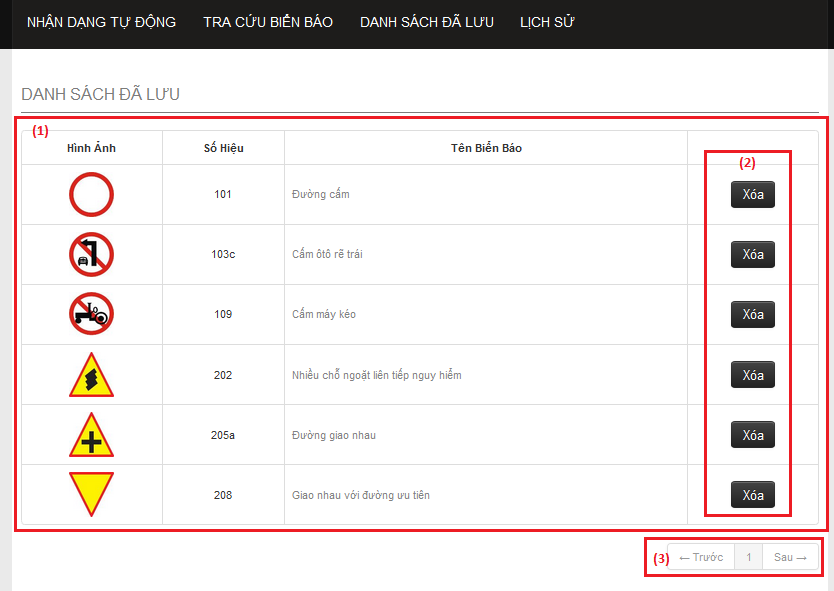 NHẬN DẠNG TỰ ĐỘNG TRA CỨU BIỂN BÁO DANH SÁCH ĐÃ LƯU LỊCH SỬ
DANH SÁCH ĐÃ LƯU
(1)
Hình Ảnh Số Hiệu Tên Biển Báo
(2)
101 Đường cấm Xóa
103c Cấm ôtô rẽ trái Xóa
109 Cấm máy kéo Xóa
202 Nhiều chỗ ngoặt liên tiếp nguy hiểm Xóa
205a Đường giao nhau Xóa
208 Giao nhau với đường ưu tiên Xóa
(3) ← Trước 1 Sau →